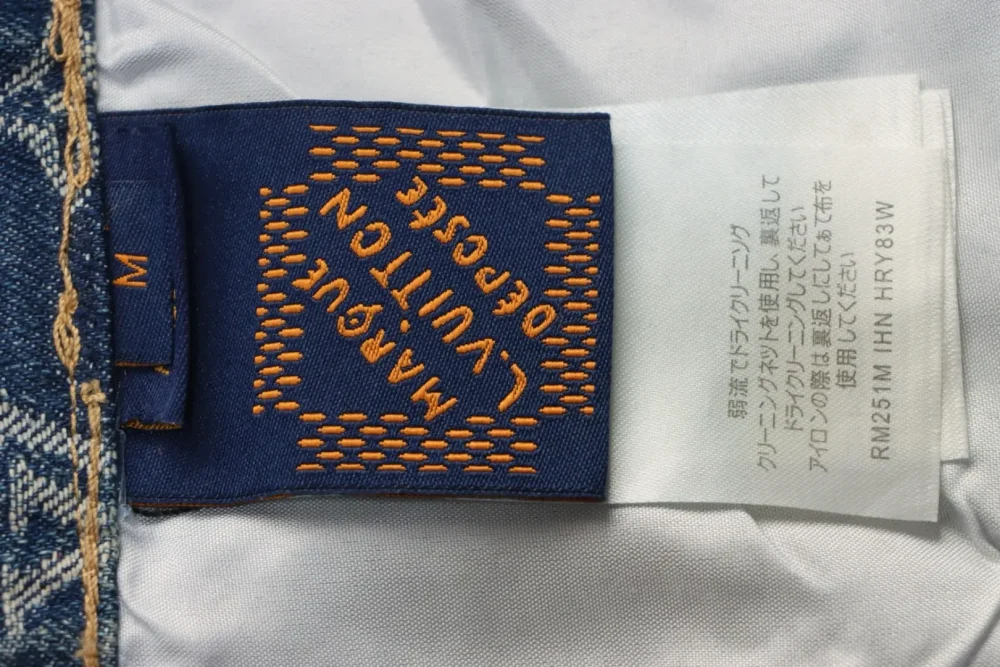 M
MARQUE
L.VUITTON
DÉPOSÉE
弱流でドライクリーニング
クリーニングネットを使用し、裏返して
ドライクリーニングしてください
アイロンの際は裏返しにしてあて布を
使用してください
RM251M IHN HRY83W